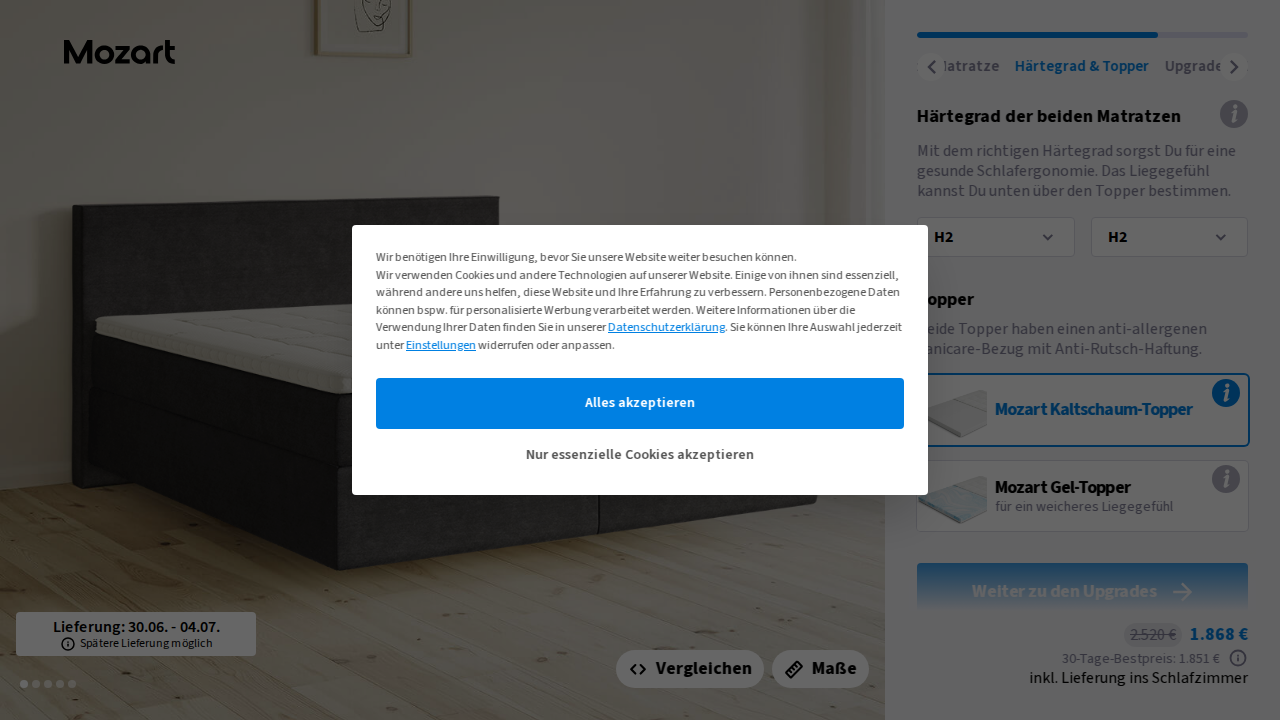 Mozart
Matratze
Härtegrad & Topper
Upgrade
Härtegrad der beiden Matratzen
Mit dem richtigen Härtegrad sorgst Du für eine
gesunde Schlafergonomie. Das Liegegefühl
kannst Du unten über den Topper bestimmen.
H2
H2
Topper
Beide Topper haben einen anti-allergenen
Sanicare-Bezug mit Anti-Rutsch-Haftung.
Mozart Kaltschaum-Topper
Mozart Gel-Topper
für ein weicheres Liegegefühl
Weiter zu den Upgrades
2.520 € 1.868 €
30-Tage-Bestpreis: 1.851 €
inkl. Lieferung ins Schlafzimmer
Wir benötigen Ihre Einwilligung, bevor Sie unsere Website weiter besuchen können.
Wir verwenden Cookies und andere Technologien auf unserer Website. Einige von ihnen sind essenziell,
während andere uns helfen, diese Website und Ihre Erfahrung zu verbessern. Personenbezogene Daten
können bspw. für personalisierte Werbung verarbeitet werden. Weitere Informationen über die
Verwendung Ihrer Daten finden Sie in unserer Datenschutzerklärung. Sie können Ihre Auswahl jederzeit
unter Einstellungen widerrufen oder anpassen.
Alles akzeptieren
Nur essenzielle Cookies akzeptieren
Lieferung: 30.06. - 04.07.
Spätere Lieferung möglich
Vergleichen
Maße